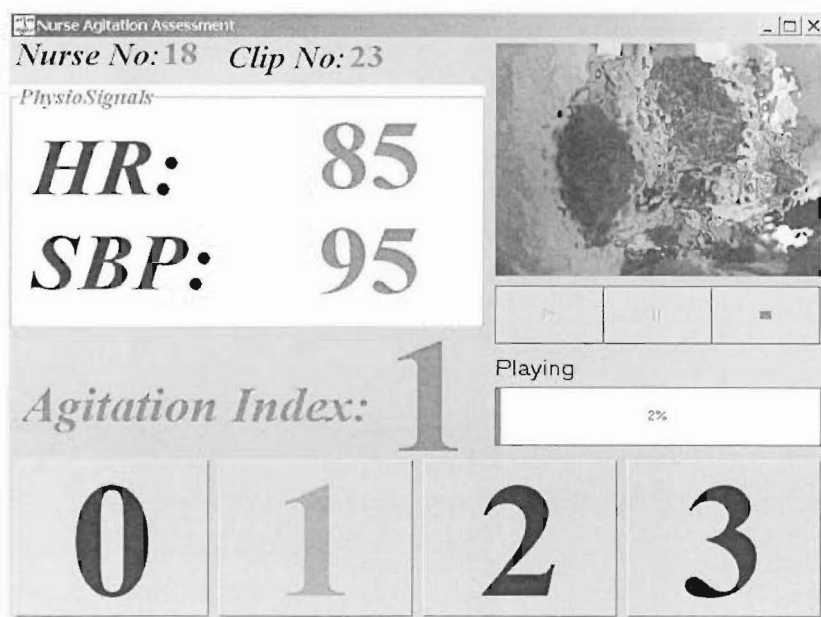 Nurse Agitation Assessment
Nurse No: 18 Clip No: 23
PhysioSignals
HR: 85
SBP: 95
Playing
Agitation Index: 1
2%
0 1 2 3